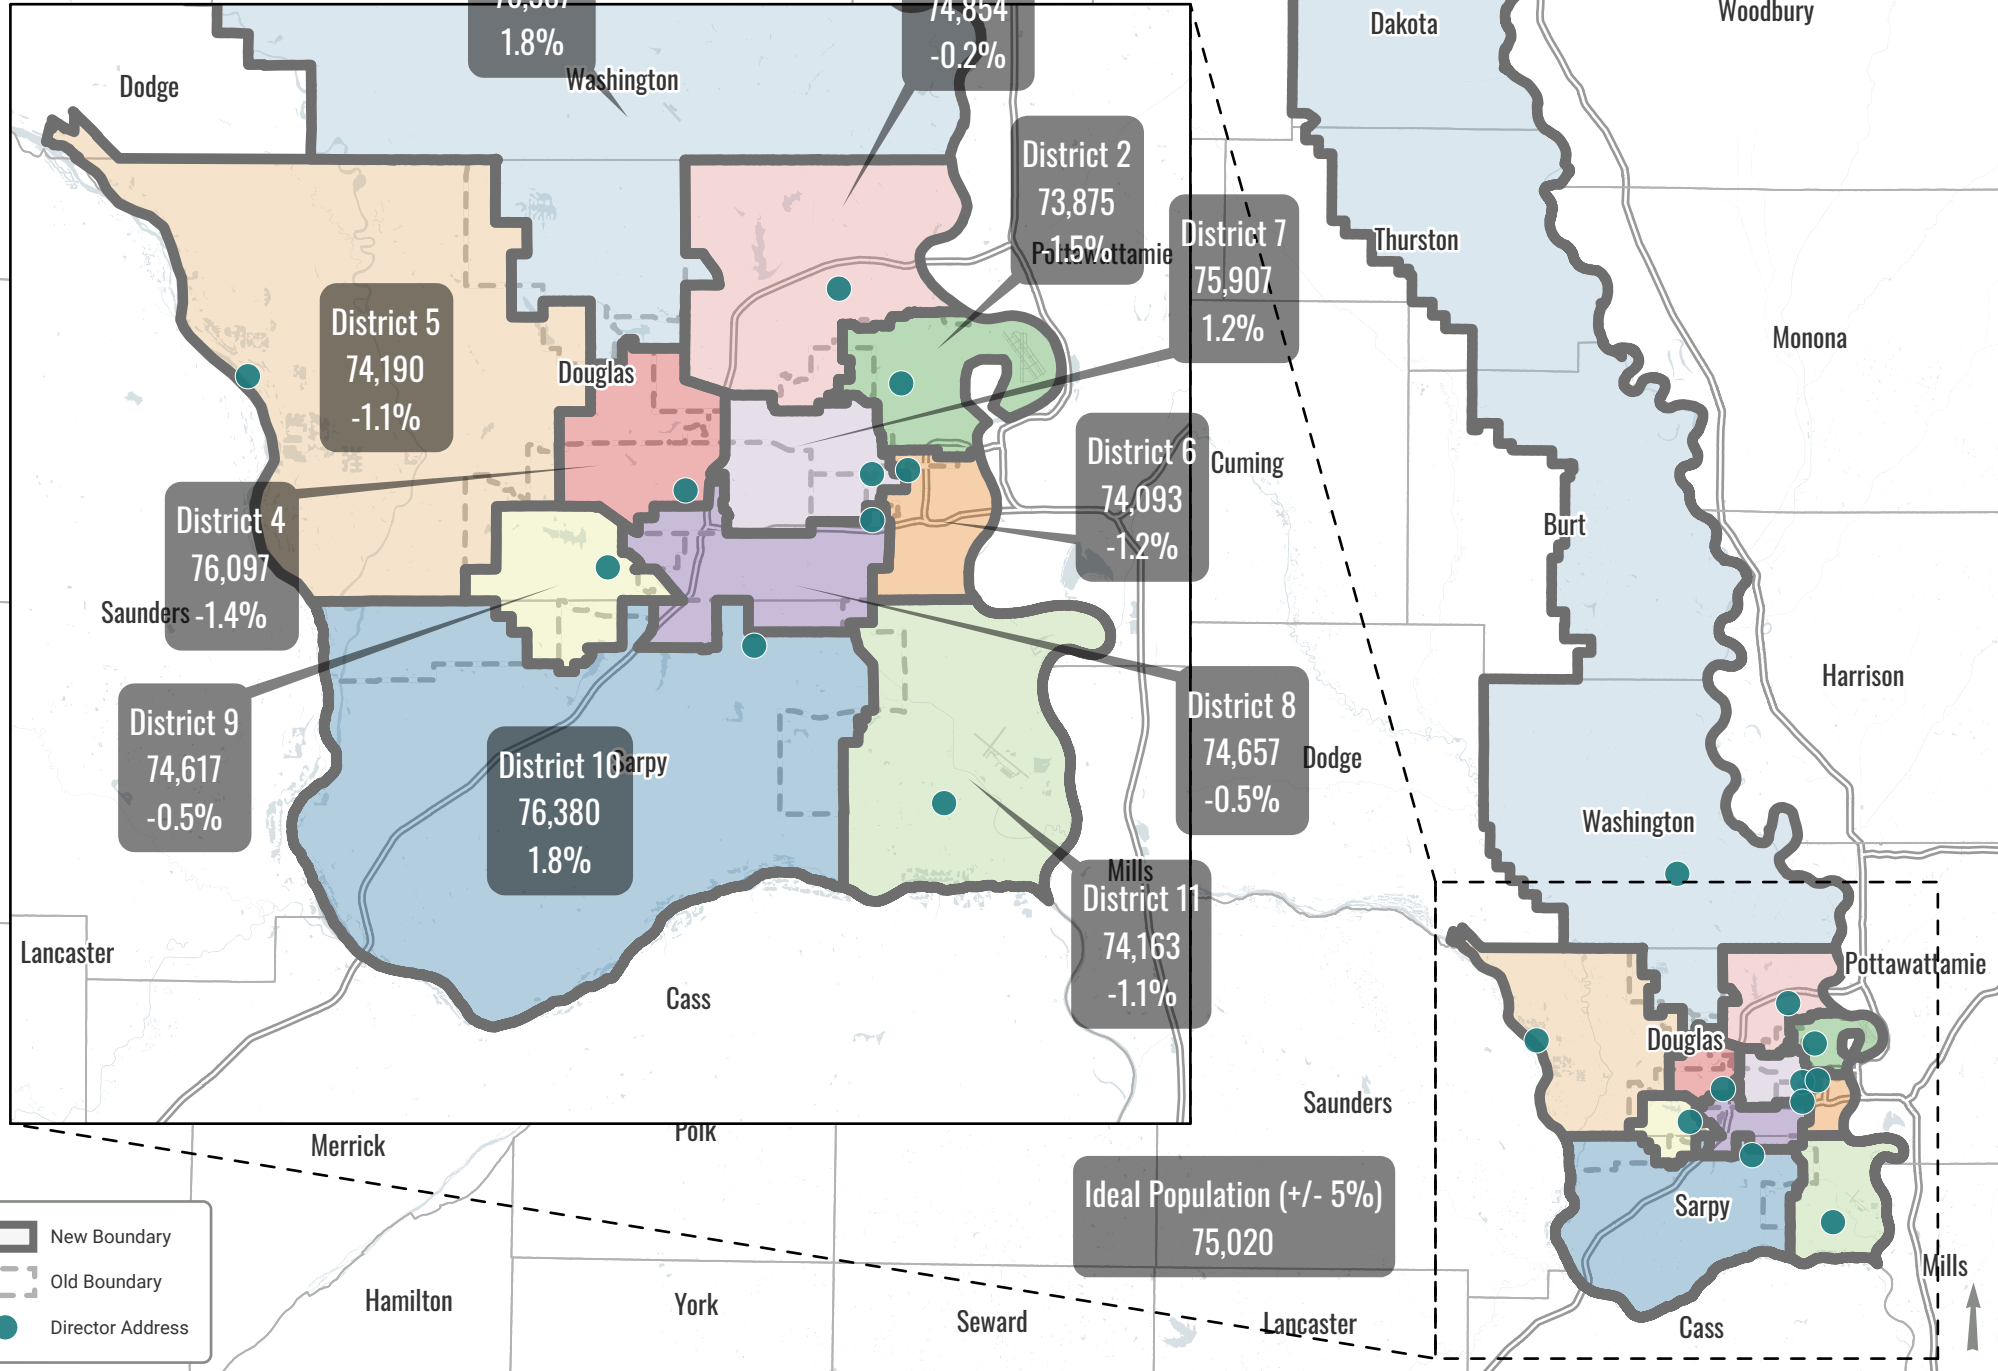 1.8%
Washington
Dodge
74,854
-0.2%
District 2
73,875
-1.5%
Pottawattamie
District 7
75,907
1.2%
District 5
74,190
-1.1%
Douglas
District 6
74,093
-1.2%
District 4
76,097
-1.4%
Saunders
District 9
74,617
-0.5%
District 10
76,380
1.8%
Sarpy
District 8
74,657
-0.5%
Mills
District 11
74,163
-1.1%
Lancaster
Cass
Dakota
Woodbury
Thurston
Monona
Cuming
Burt
Harrison
Dodge
Washington
Pottawattamie
Douglas
Saunders
Sarpy
Mills
Cass
Merrick
Polk
Hamilton
York
Seward
Lancaster
Ideal Population (+/- 5%)
75,020
New Boundary
Old Boundary
Director Address